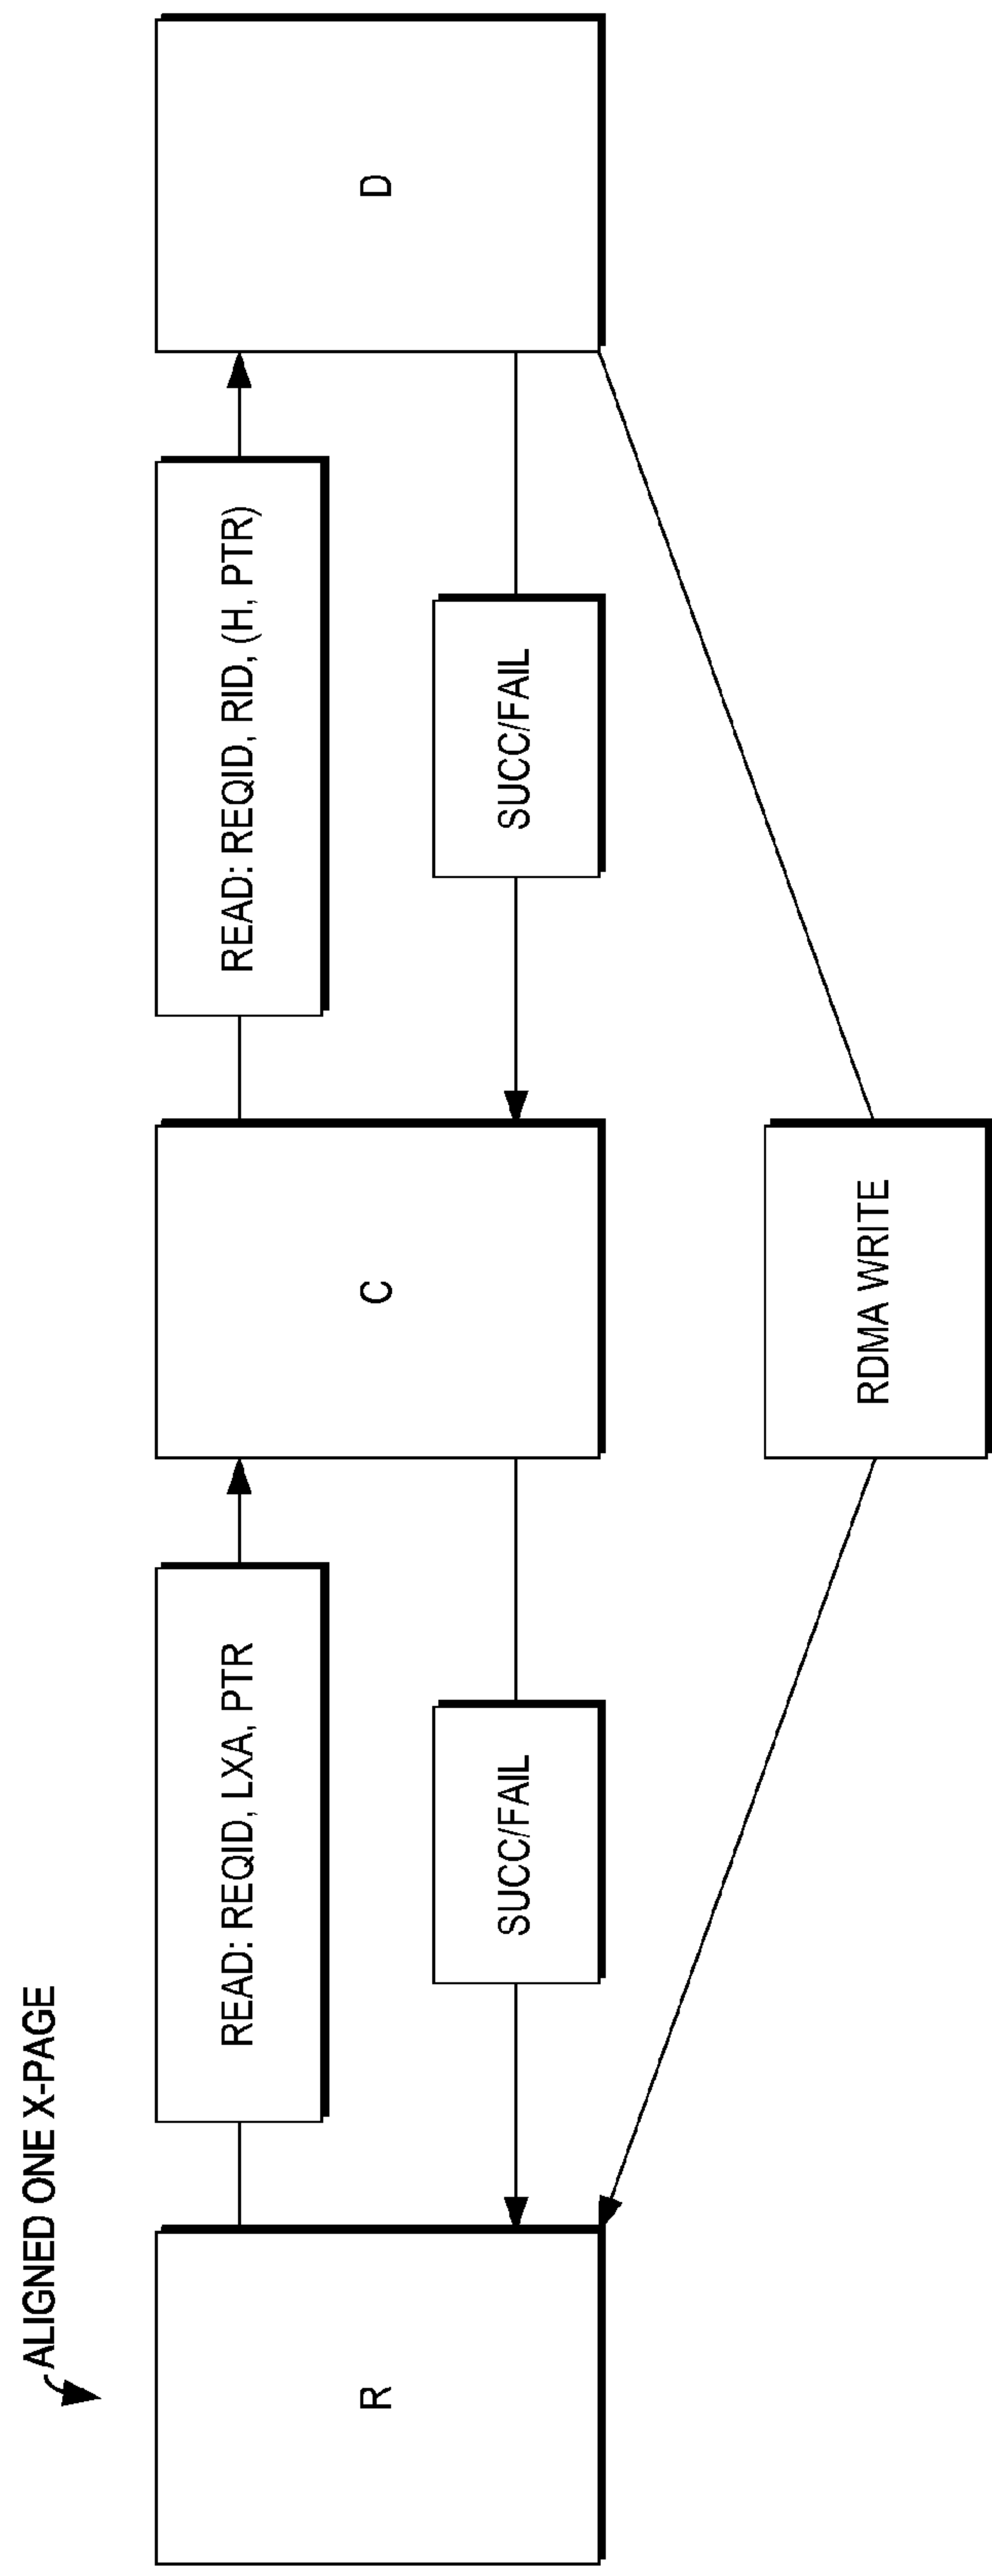 ALIGNED ONE X-PAGE
R
READ: REQID, LXA, PTR
SUCC/FAIL
C
READ: REQID, RID, (H, PTR)
SUCC/FAIL
D
RDMA WRITE